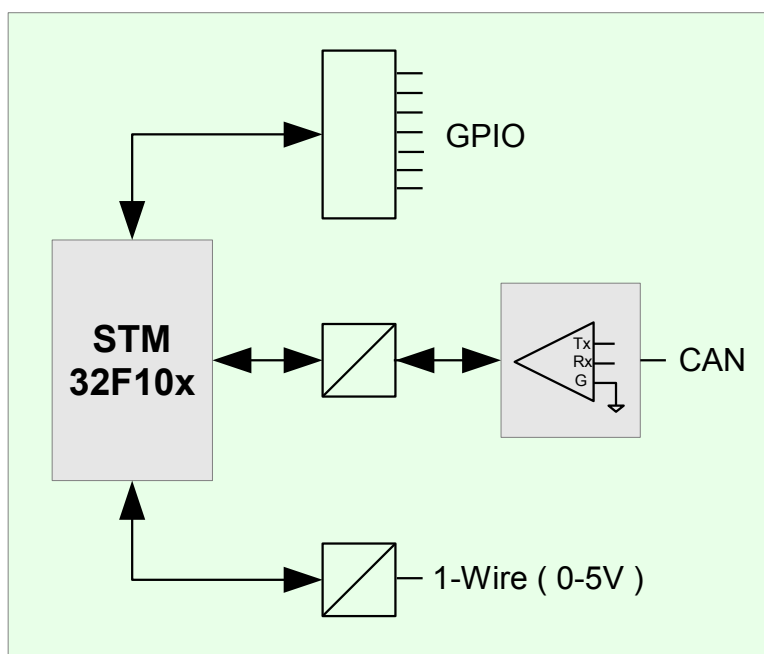 GPIO
STM
32F10x
Tx
Rx
G
CAN
1-Wire ( 0-5V )